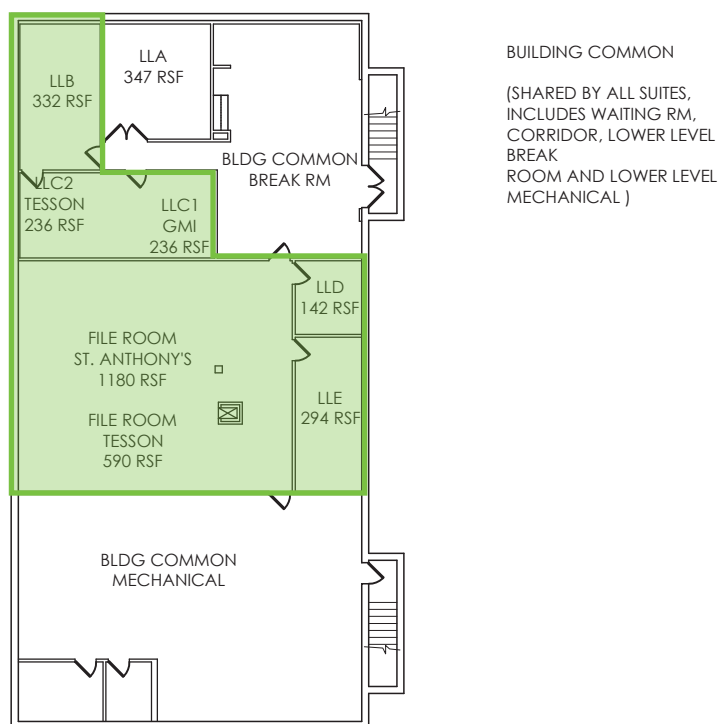 LLB
332 RSF
LLA
347 RSF
BLDG COMMON
BREAK RM
LLC2
TESSON
236 RSF
LLC1
GMI
236 RSF
LLD
142 RSF
FILE ROOM
ST. ANTHONY'S
1180 RSF
FILE ROOM
TESSON
590 RSF
LLE
294 RSF
BLDG COMMON
MECHANICAL
BUILDING COMMON
(SHARED BY ALL SUITES,
INCLUDES WAITING RM,
CORRIDOR, LOWER LEVEL
BREAK
ROOM AND LOWER LEVEL
MECHANICAL )